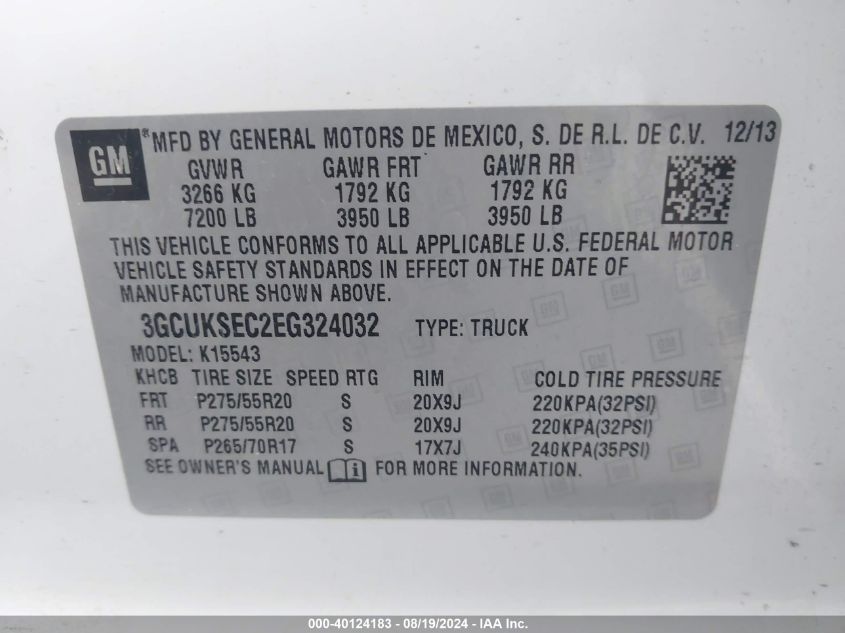 GM
® MFD BY GENERAL MOTORS DE MEXICO, S. DE R.L. DE C.V. 12/13
GVWR GAWR FRT GAWR RR
3266 KG 1792 KG 1792 KG
7200 LB 3950 LB 3950 LB
THIS VEHICLE CONFORMS TO ALL APPLICABLE U.S. FEDERAL MOTOR
VEHICLE SAFETY STANDARDS IN EFFECT ON THE DATE OF
MANUFACTURE SHOWN ABOVE.
3GCUKSEC2EG324032 TYPE: TRUCK
MODEL: K15543
KHCB TIRE SIZE SPEED RTG RIM COLD TIRE PRESSURE
FRT P275/55R20 S 20X9J 220KPA(32PSI)
RR P275/55R20 S 20X9J 220KPA(32PSI)
SPA P265/70R17 S 17X7J 240KPA(35PSI)
SEE OWNER'S MANUAL i FOR MORE INFORMATION.
000-40124183 - 08/19/2024 - IAA Inc.